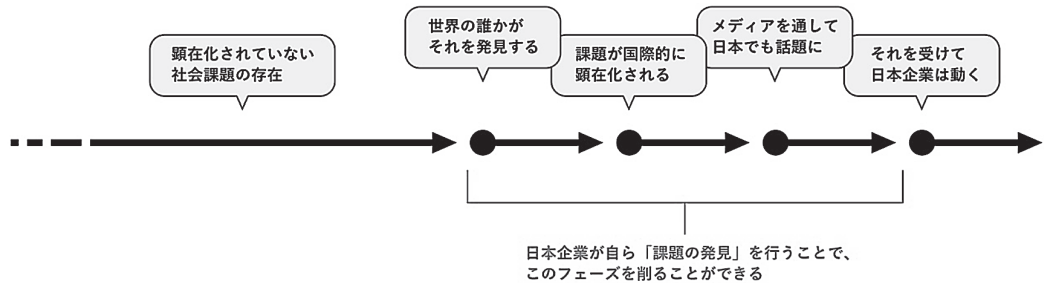 顕在化されていない
社会課題の存在
世界の誰かが
それを発見する
課題が国際的に
顕在化される
メディアを通して
日本でも話題に
それを受けて
日本企業は動く
日本企業が自ら「課題の発見」を行うことで、
このフェーズを削ることができる